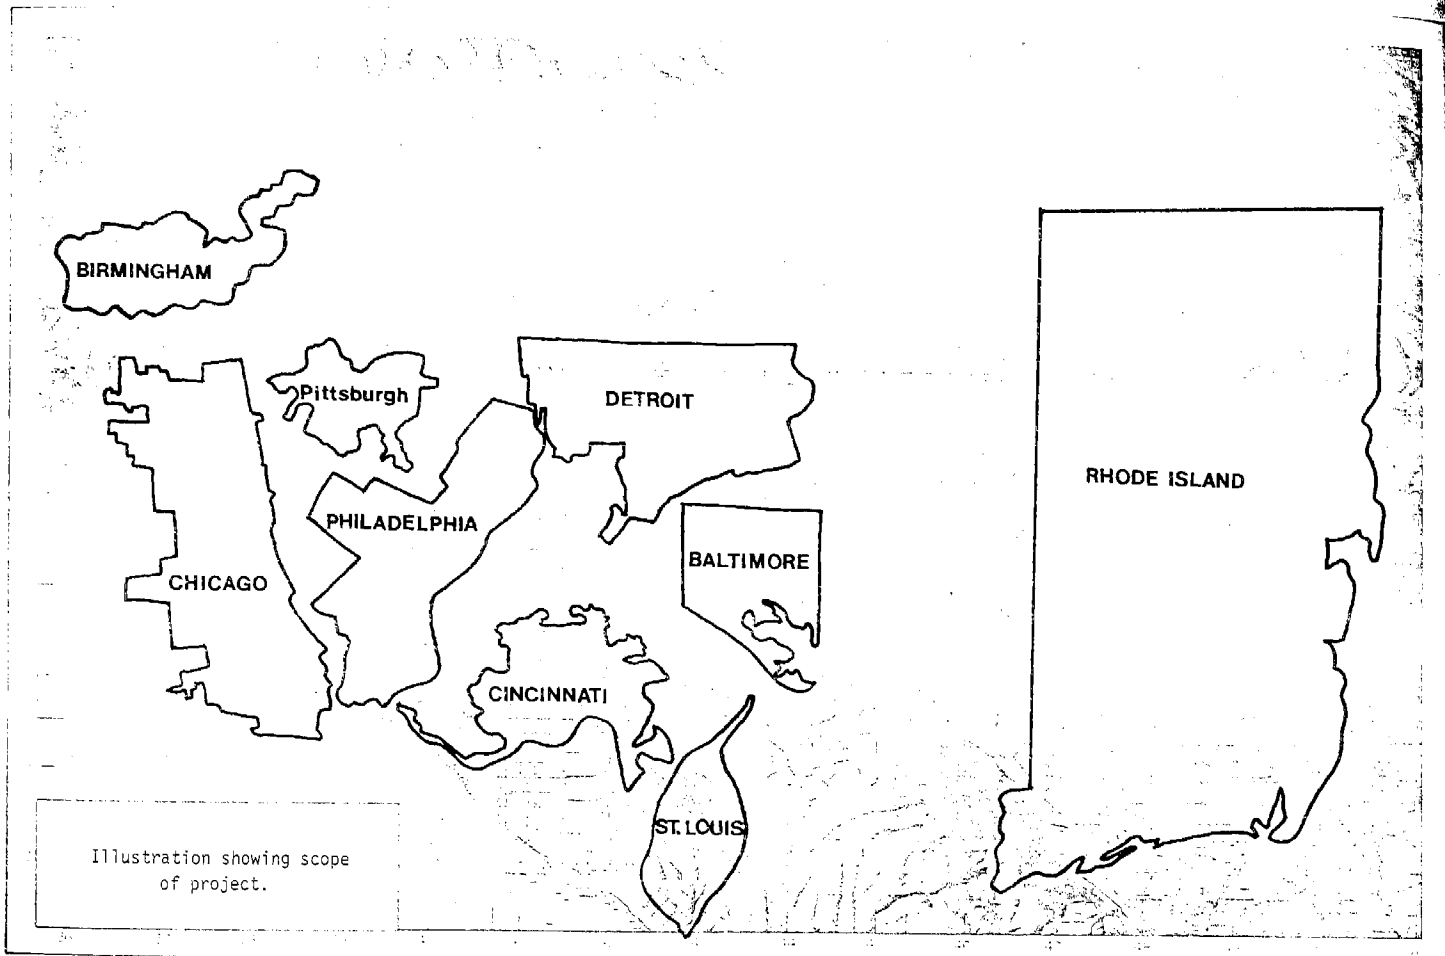 BIRMINGHAM
Pittsburgh
DETROIT
RHODE ISLAND
PHILADELPHIA
BALTIMORE
CHICAGO
CINCINNATI
ST. LOUIS
Illustration showing scope
of project.